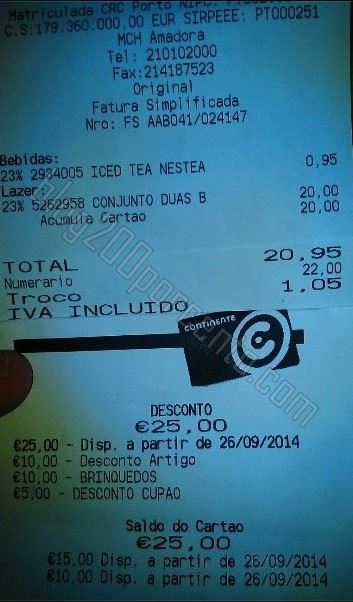 Matriculada CRC Porto NIPC:
C.S:179.360.000,00 EUR SIRPEEE: PT000251
MCH Amadora
Tel: 210102000
Fax:214187523
Original
Fatura Simplificada
Nro: FS AAB041/024147
Bebidas:
23% 2934005 ICED TEA NESTEA 0,95
Lazer:
23% 5262958 CONJUNTO DUAS B 20,00
Acumula Cartao 20,00
TOTAL 20,95
Numerario 22,00
Troco 1,05
IVA INCLUIDO
CONTINENTE
DESCONTO
€25,00
€25,00 - Disp. a partir de 26/09/2014
€10,00 - Desconto Artigo
€10,00 - BRINQUEDOS
€5,00 - DESCONTO CUPAO
Saldo do Cartao
€25,00
€15,00 Disp. a partir de 26/09/2014
€10,00 Disp. a partir de 26/09/2014